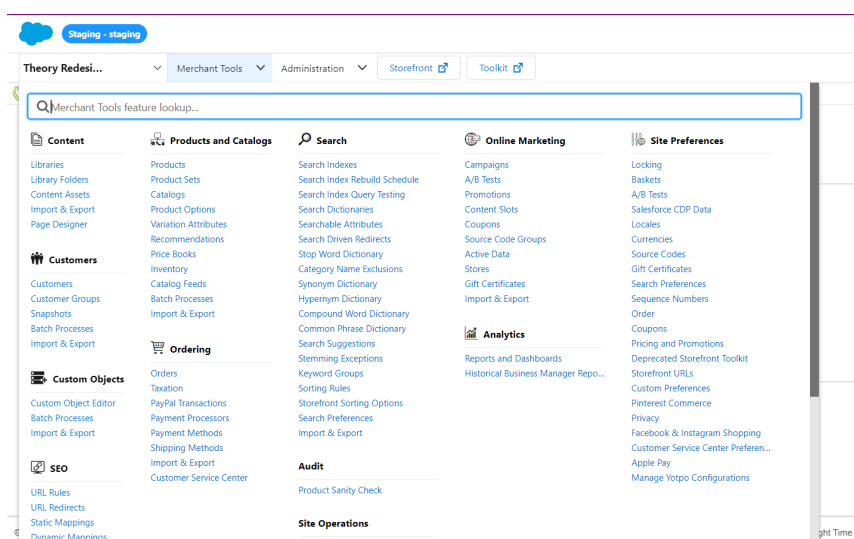 Staging - staging
Theory Redesi...
Merchant Tools
Administration
Storefront
Toolkit
Merchant Tools feature lookup...
Content
Libraries
Library Folders
Content Assets
Import & Export
Page Designer
Customers
Customers
Customer Groups
Snapshots
Batch Processes
Import & Export
Custom Objects
Custom Object Editor
Batch Processes
Import & Export
SEO
URL Rules
URL Redirects
Static Mappings
Dynamic Mappings
Products and Catalogs
Products
Product Sets
Catalogs
Product Options
Variation Attributes
Recommendations
Price Books
Inventory
Catalog Feeds
Batch Processes
Import & Export
Ordering
Orders
Taxation
PayPal Transactions
Payment Processors
Payment Methods
Shipping Methods
Import & Export
Customer Service Center
Search
Search Indexes
Search Index Rebuild Schedule
Search Index Query Testing
Search Dictionaries
Searchable Attributes
Search Driven Redirects
Stop Word Dictionary
Category Name Exclusions
Synonym Dictionary
Hypernym Dictionary
Compound Word Dictionary
Common Phrase Dictionary
Search Suggestions
Stemming Exceptions
Keyword Groups
Sorting Rules
Storefront Sorting Options
Search Preferences
Import & Export
Audit
Product Sanity Check
Site Operations
Online Marketing
Campaigns
A/B Tests
Promotions
Content Slots
Coupons
Source Code Groups
Active Data
Stores
Gift Certificates
Import & Export
Analytics
Reports and Dashboards
Historical Business Manager Repo...
Site Preferences
Locking
Baskets
A/B Tests
Salesforce CDP Data
Locales
Currencies
Source Codes
Gift Certificates
Search Preferences
Sequence Numbers
Order
Coupons
Pricing and Promotions
Deprecated Storefront Toolkit
Storefront URLs
Custom Preferences
Pinterest Commerce
Privacy
Facebook & Instagram Shopping
Customer Service Center Preferen...
Apple Pay
Manage Yotpo Configurations
ght Time